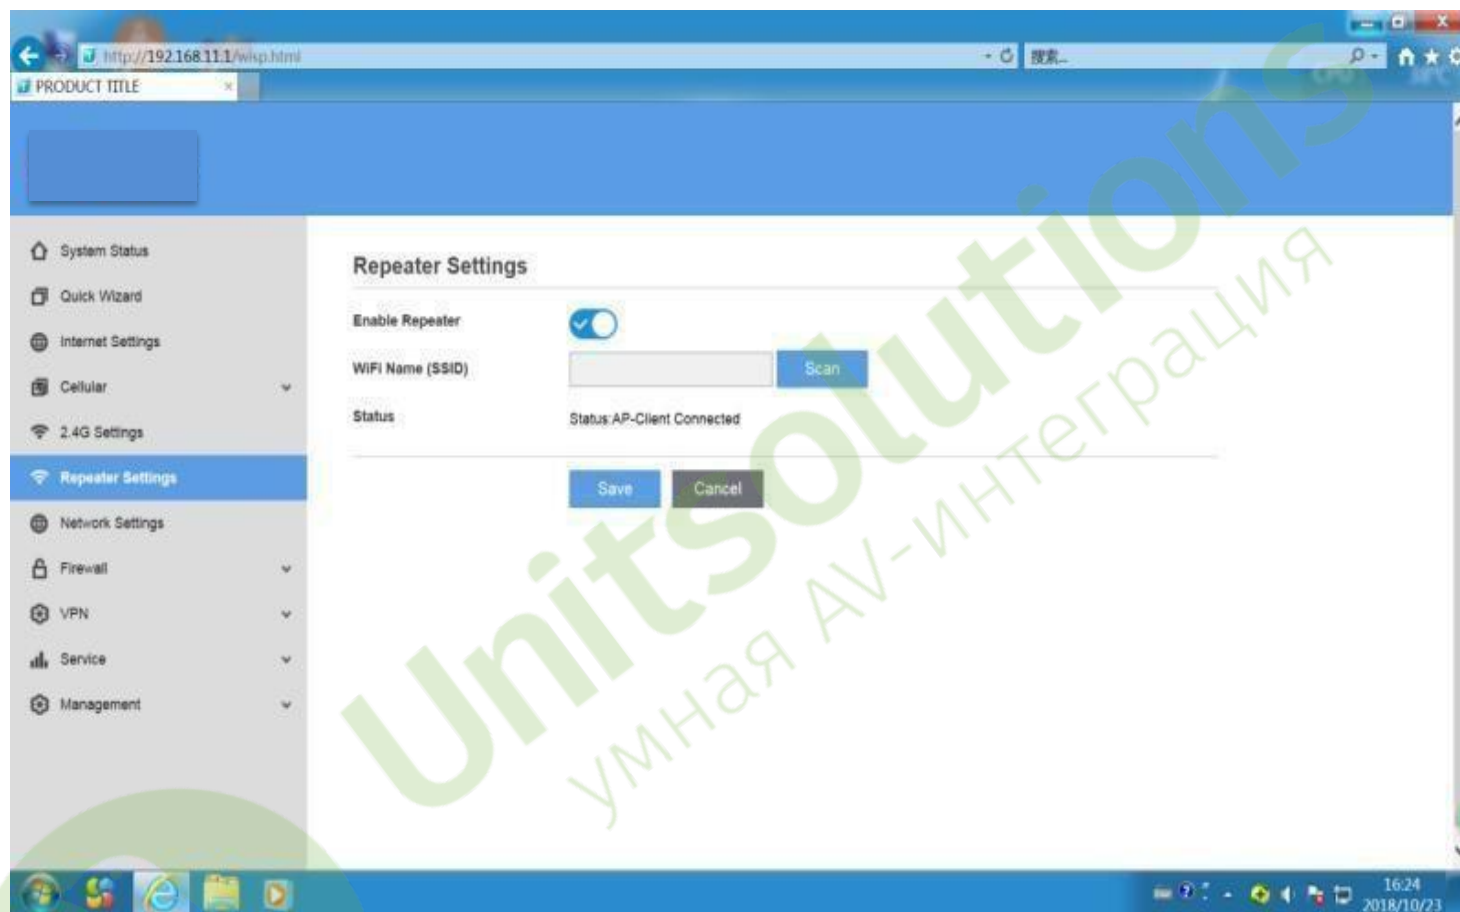 http://192.168.11.1/wisp.html
搜索...
PRODUCT TITLE
System Status
Quick Wizard
Internet Settings
Cellular
2.4G Settings
Repeater Settings
Network Settings
Firewall
VPN
Service
Management
Repeater Settings
Enable Repeater
WiFi Name (SSID)
Scan
Status
Status:AP-Client Connected
Save
Cancel
Unitsolutions
умная AV-интеграция
16:24
2018/10/23